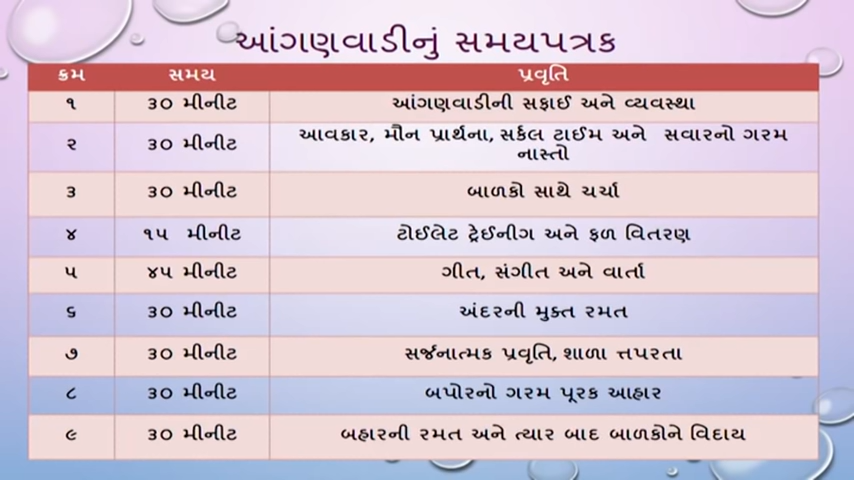 આંગણવાડીનું સમયપત્રક
ક્રમ સમય પ્રવૃતિ
૧ ૩૦ મીનીટ આંગણવાડીની સફાઈ અને વ્યવસ્થા
૨ ૩૦ મીનીટ આવકાર, મૌન પ્રાર્થના, સર્કલ ટાઈમ અને સવારનો ગરમ
નાસ્તો
૩ ૩૦ મીનીટ બાળકો સાથે ચર્ચા
૪ ૧૫ મીનીટ ટોઈલેટ ટ્રેઈનીગ અને ફળ વિતરણ
૫ ૪૫ મીનીટ ગીત, સંગીત અને વાર્તા
૬ ૩૦ મીનીટ અંદરની મુક્ત રમત
૭ ૩૦ મીનીટ સર્જનાત્મક પ્રવૃતિ, શાળા ત્તપરતા
૮ ૩૦ મીનીટ બપોરનો ગરમ પૂરક આહાર
૯ ૩૦ મીનીટ બહારની રમત અને ત્યાર બાદ બાળકોને વિદાય